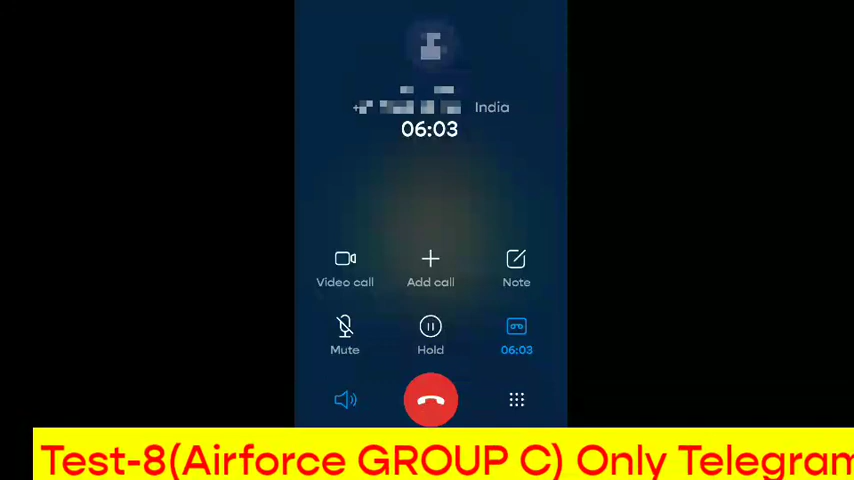 India
06:03
Video call
Add call
Note
Mute
Hold
06:03
Test-8(Airforce GROUP C) Only Telegram